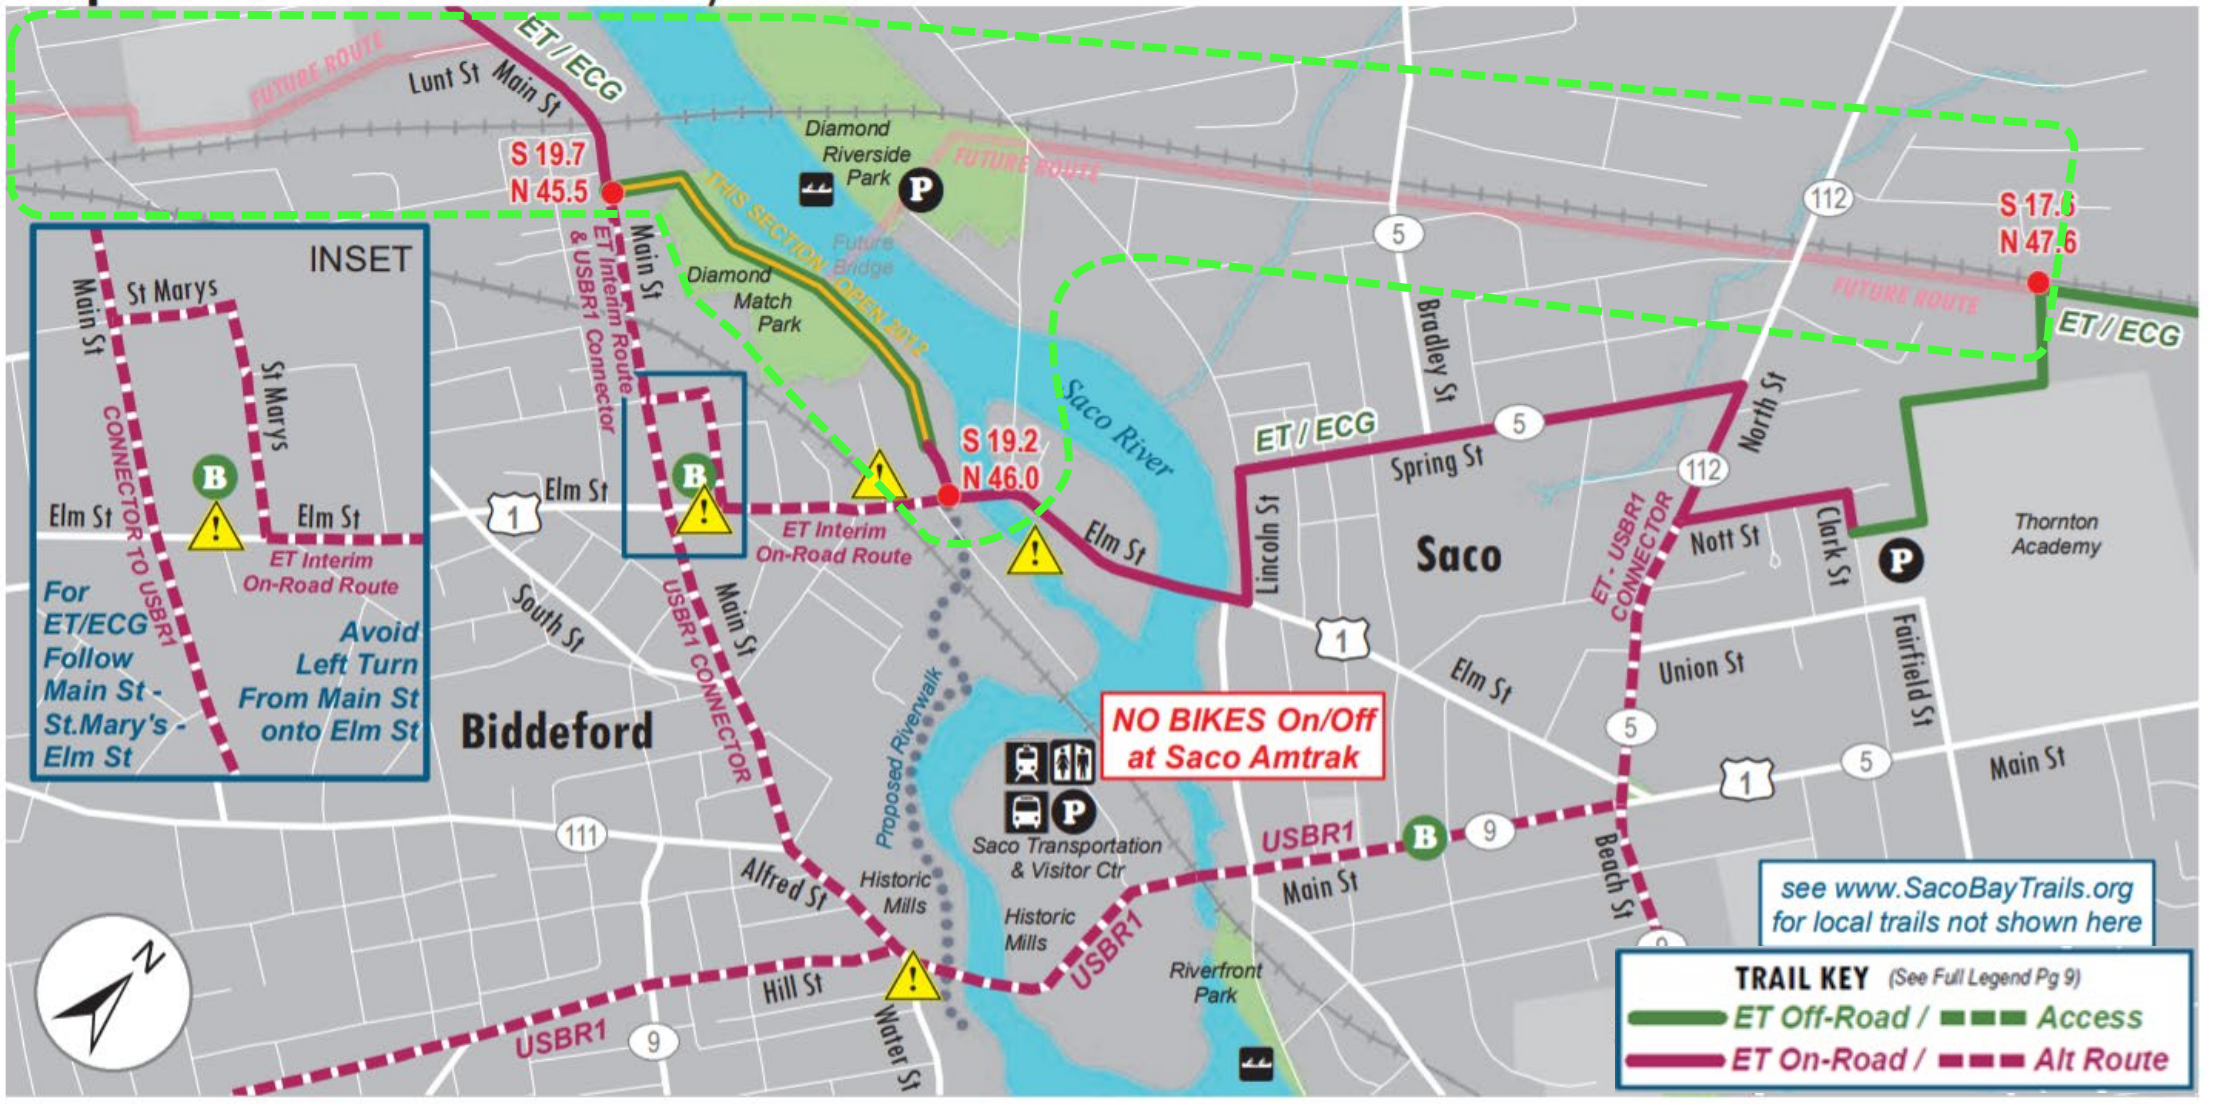 FUTURE ROUTE
Lunt St
Main St
ET / ECG
S 19.7
N 45.5
Diamond
Riverside
Park
P
FUTURE ROUTE
THIS SECTION OPEN 2012
Future
Bridge
5
112
S 17.6
N 47.6
FUTURE ROUTE
ET / ECG
ET Interim Route
& USBR1 Connector
Main St
Diamond
Match
Park
Bradley St
Saco River
INSET
Main St
St Marys
St Marys
CONNECTOR TO USBR1
B
!
Elm St
Elm St
ET Interim
On-Road Route
For
ET/ECG
Follow
Main St -
St.Mary's -
Elm St
Avoid
Left Turn
From Main St
onto Elm St
1
Elm St
B
!
!
ET Interim
On-Road Route
S 19.2
N 46.0
!
Elm St
ET / ECG
Spring St
5
Lincoln St
North St
112
ET - USBR1
CONNECTOR
Nott St
Clark St
P
Thornton
Academy
Saco
South St
Main St
USBR1 CONNECTOR
Biddeford
Proposed Riverwalk
1
Elm St
Union St
Fairfield St
5
NO BIKES On/Off
at Saco Amtrak
P
Saco Transportation
& Visitor Ctr
1
5
Main St
111
Alfred St
Historic
Mills
Historic
Mills
USBR1
B
9
Main St
Beach St
USBR1
Riverfront
Park
!
Hill St
USBR1
9
Water St
N
9
see www.SacoBayTrails.org
for local trails not shown here
TRAIL KEY (See Full Legend Pg 9)
ET Off-Road / Access
ET On-Road / Alt Route